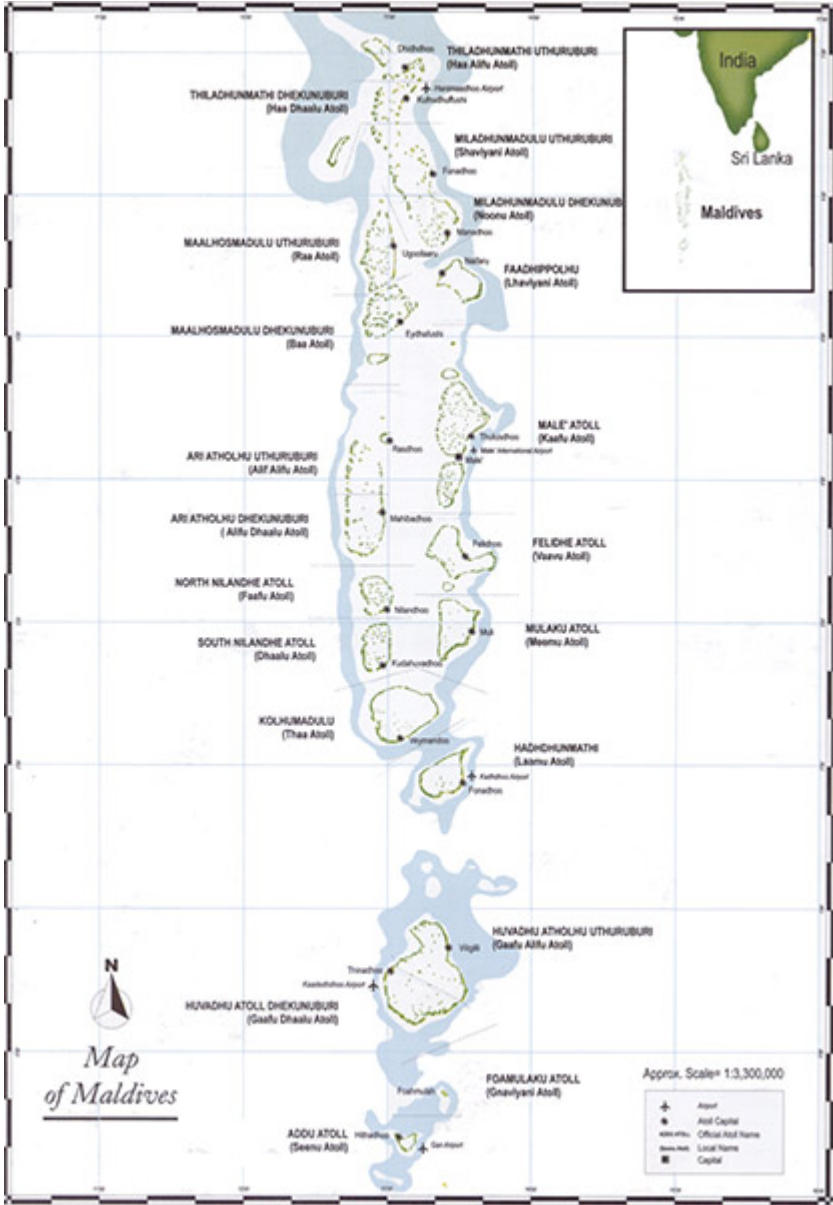 Dhidhdhoo
THILADHUNMATHI UTHURUBURI
(Haa Alifu Atoll)
THILADHUNMATHI DHEKUNUBURI
(Haa Dhaalu Atoll)
Kulhudhuffushi
MILADHUNMADULU UTHURUBURI
(Shaviyani Atoll)
Funadhoo
MILADHUNMADULU DHEKUNUB
(Noonu Atoll)
Manadhoo
MAALHOSMADULU UTHURUBURI
(Raa Atoll)
Ugoofaaru
Naifaru
FAADHIPPOLHU
(Lhaviyani Atoll)
MAALHOSMADULU DHEKUNUBURI
(Baa Atoll)
Eydhafushi
MALE' ATOLL
(Kaafu Atoll)
Thulusdhoo
Male' International Airport
Male'
Rasdhoo
ARI ATHOLHU UTHURUBURI
(Alif Alifu Atoll)
ARI ATHOLHU DHEKUNUBURI
( Alifu Dhaalu Atoll)
Mahibadhoo
Felidhoo
FELIDHE ATOLL
(Vaavu Atoll)
NORTH NILANDHE ATOLL
(Faafu Atoll)
Nilandhoo
MULAKU ATOLL
(Meemu Atoll)
Muli
SOUTH NILANDHE ATOLL
(Dhaalu Atoll)
Kudahuvadhoo
KOLHUMADULU
(Thaa Atoll)
Veymandoo
HADHDHUNMATHI
(Laamu Atoll)
Kadhdhoo Airport
Fonadhoo
HUVADHU ATHOLHU UTHURUBURI
(Gaafu Alifu Atoll)
Viligilli
Thinadhoo
Kaadedhdhoo Airport
HUVADHU ATOLL DHEKUNUBURI
(Gaafu Dhaalu Atoll)
FOAMULAKU ATOLL
(Gnaviyani Atoll)
Foahmulah
ADDU ATOLL
(Seenu Atoll)
Hithadhoo
Gan Airport
India
Sri Lanka
Maldives
N
Map
of Maldives
Approx. Scale= 1:3,300,000
Airport
Atoll Capital
Official Atoll Name
Local Name
Capital